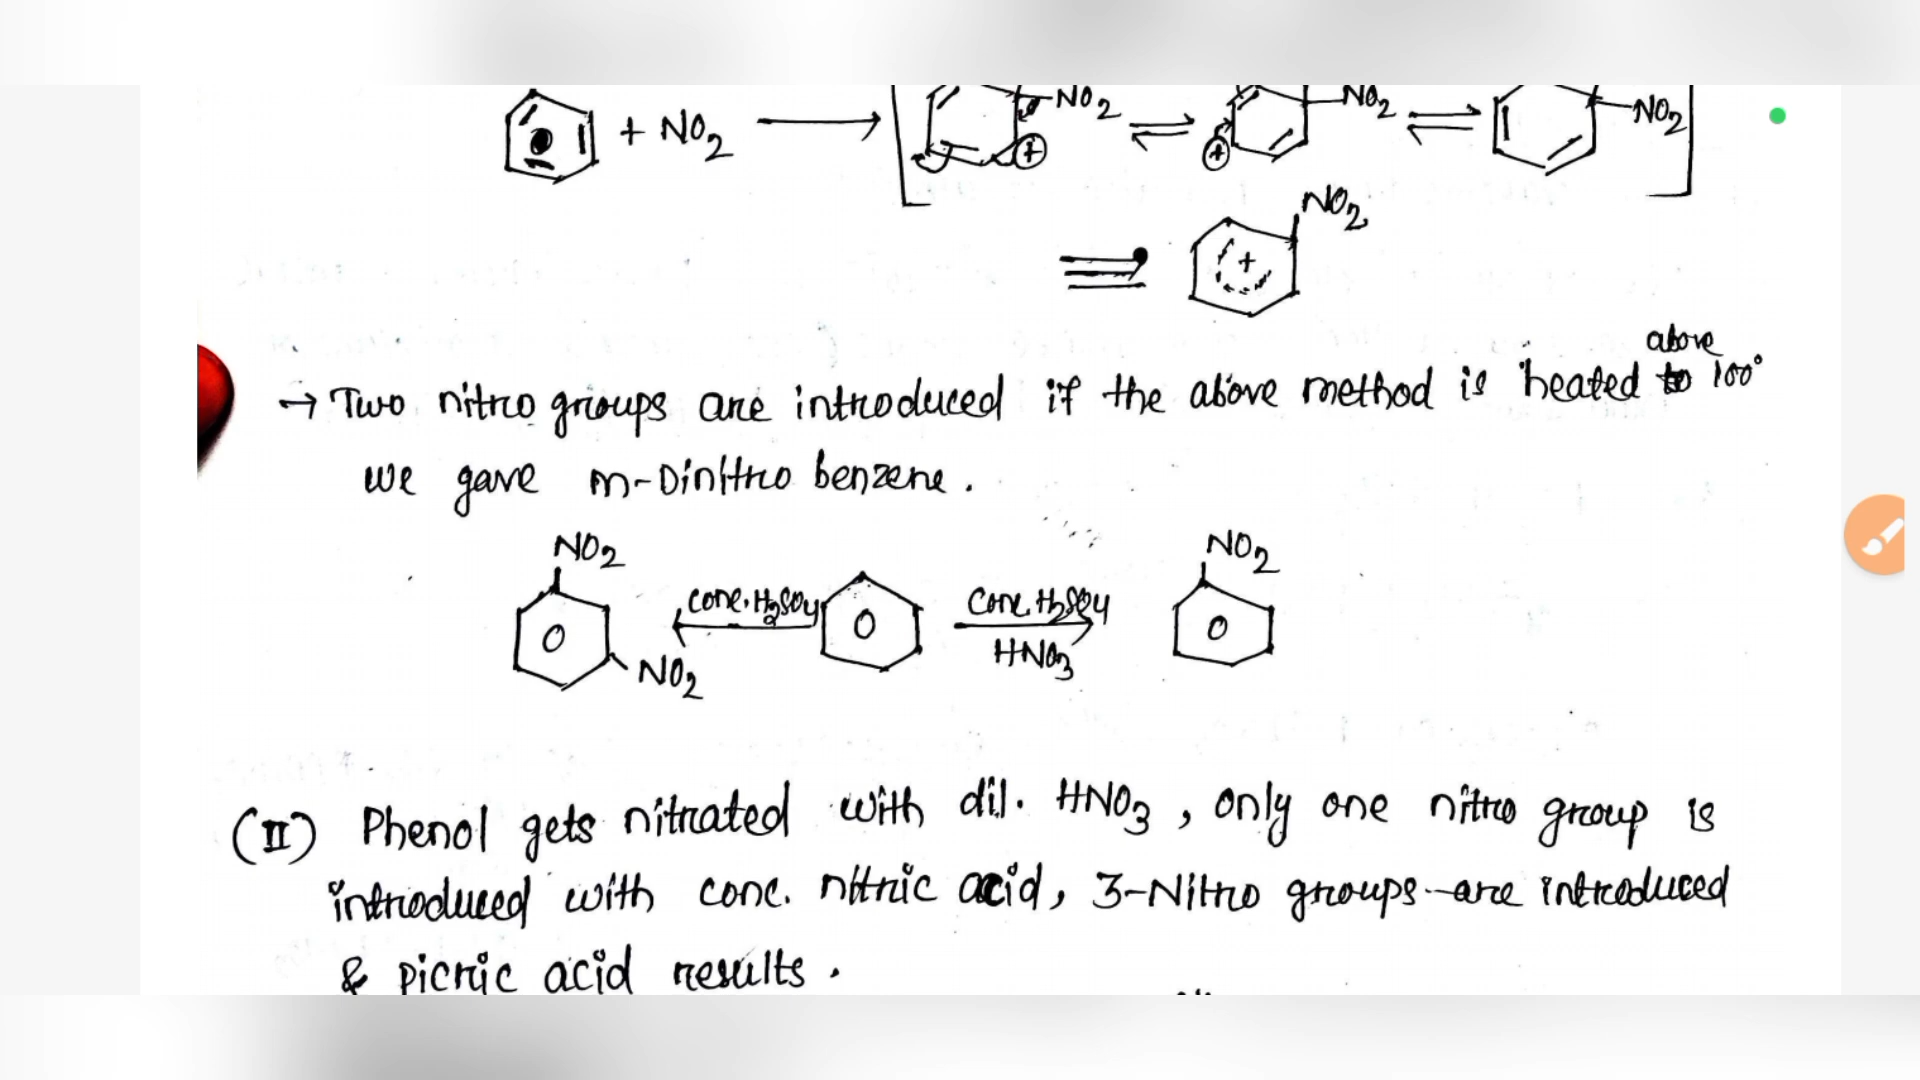 + NO2 → [ -NO2 ⇌ -NO2 ⇌ -NO2 ]
NO2
+
above
→ Two nitro groups are introduced if the above method is heated to 100°
we gave m-Dinitro benzene.
NO2 NO2
conc. H2SO4 Conc. H2SO4
HNO3
NO2
(II) Phenol gets nitrated with dil. HNO3, only one nitro group is
introduced with conc. nitric acid, 3-Nitro groups are introduced
& picric acid results.